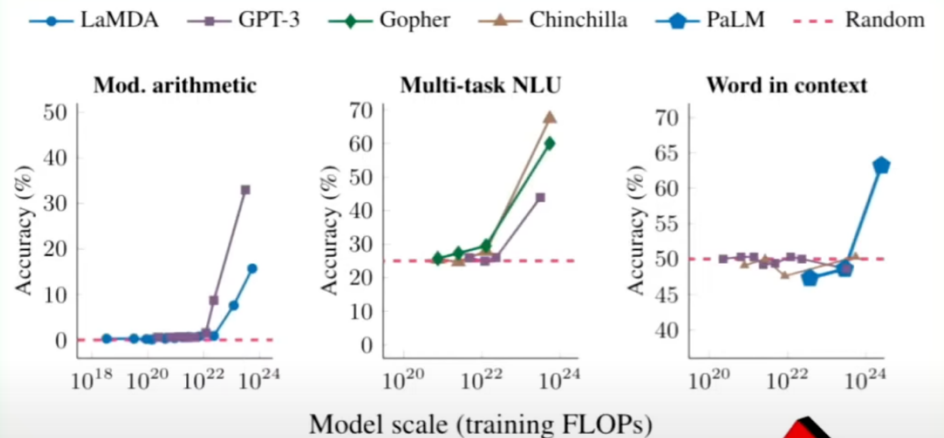 LaMDA GPT-3 Gopher Chinchilla PaLM Random
Mod. arithmetic
Accuracy (%)
50
40
30
20
10
0
10^18 10^20 10^22 10^24
Multi-task NLU
Accuracy (%)
70
60
50
40
30
20
10
0
10^20 10^22 10^24
Word in context
Accuracy (%)
70
65
60
55
50
45
40
10^20 10^22 10^24
Model scale (training FLOPs)